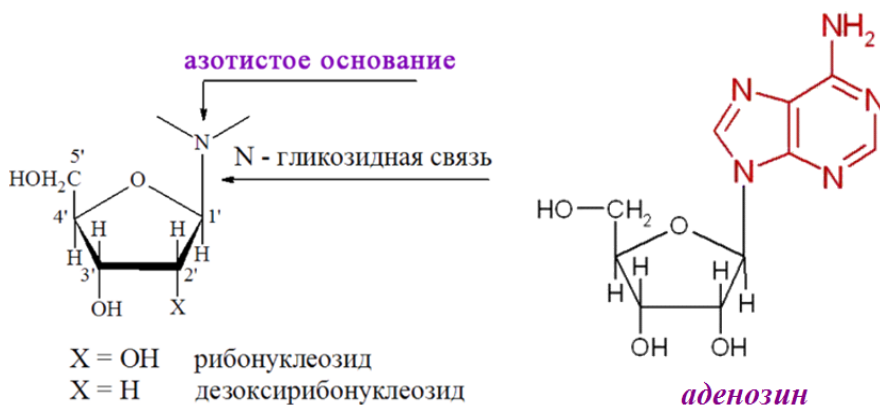 азотистое основание
N
N - гликозидная связь
5'
HOH₂C
O
4'
H
H
H
H
1'
3'
2'
OH
X
X = OH рибонуклеозид
X = H дезоксирибонуклеозид
NH₂
N
N
N
N
HO
CH₂
O
H
H
H
H
OH
OH
аденозин